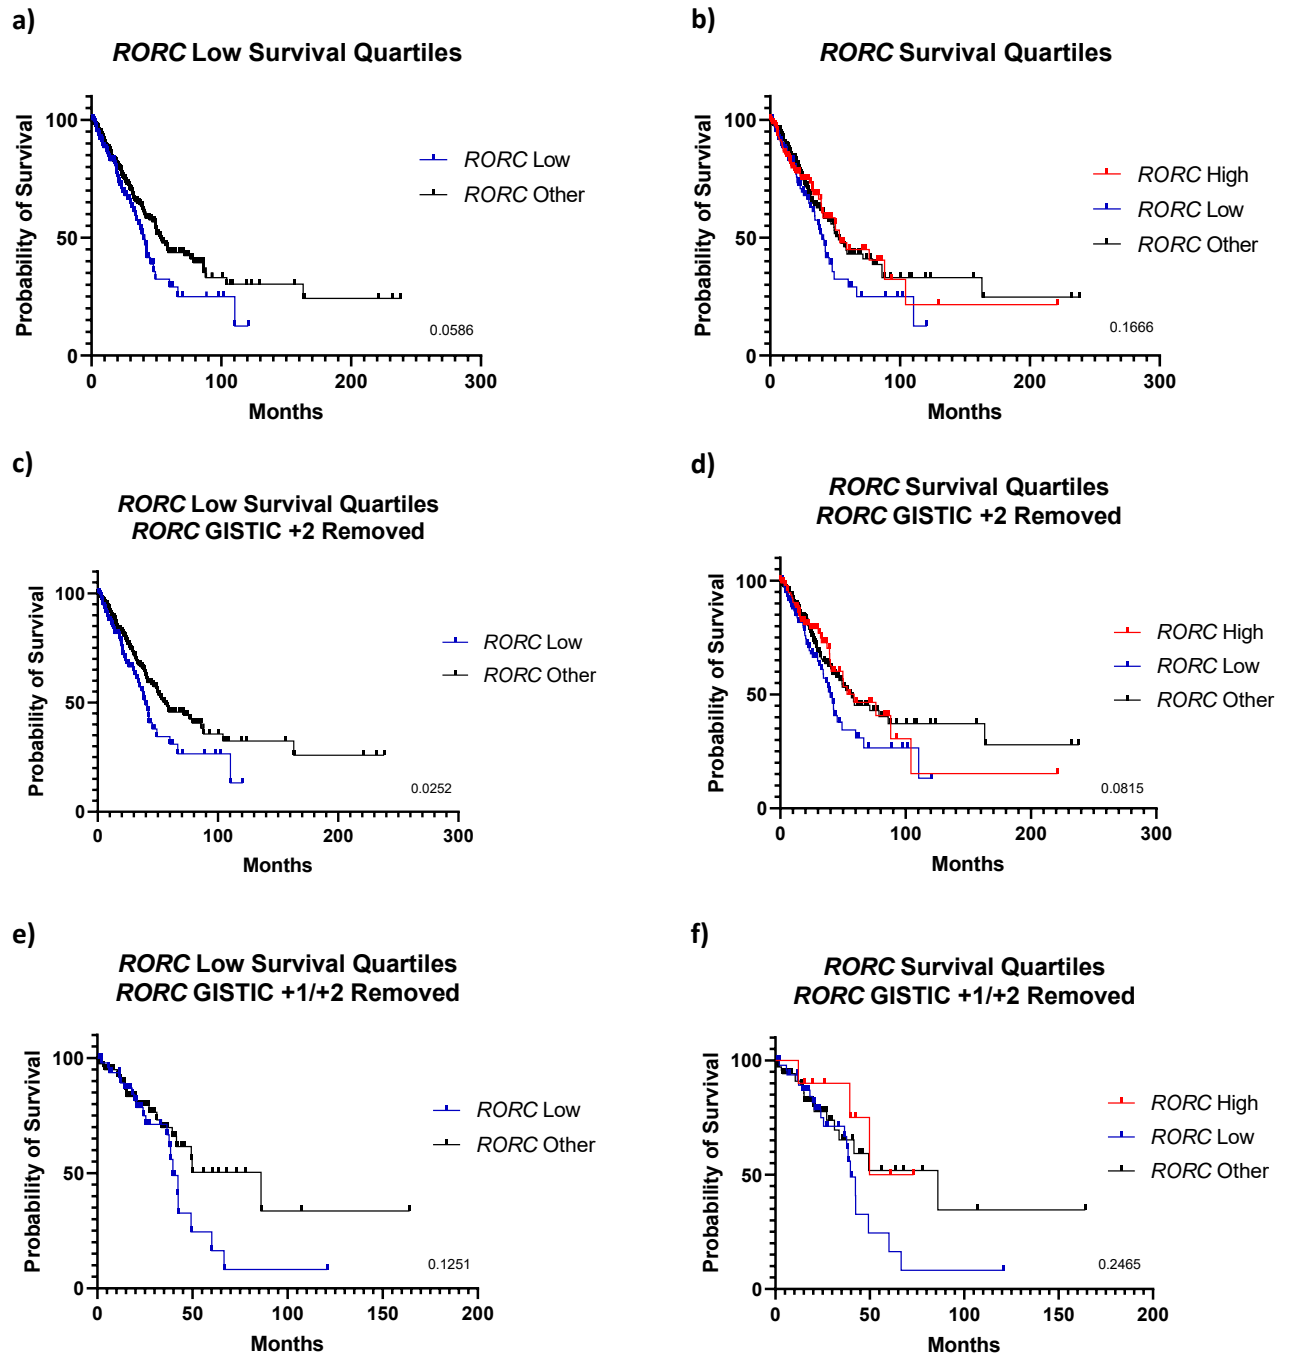 a)
RORC Low Survival Quartiles
Probability of Survival
100
50
0
RORC Low
RORC Other
0.0586
0 100 200 300
Months
b)
RORC Survival Quartiles
Probability of Survival
100
50
0
RORC High
RORC Low
RORC Other
0.1666
0 100 200 300
Months
c)
RORC Low Survival Quartiles
RORC GISTIC +2 Removed
Probability of Survival
100
50
0
RORC Low
RORC Other
0.0252
0 100 200 300
Months
d)
RORC Survival Quartiles
RORC GISTIC +2 Removed
Probability of Survival
100
50
0
RORC High
RORC Low
RORC Other
0.0815
0 100 200 300
Months
e)
RORC Low Survival Quartiles
RORC GISTIC +1/+2 Removed
Probability of Survival
100
50
0
RORC Low
RORC Other
0.1251
0 50 100 150 200
Months
f)
RORC Survival Quartiles
RORC GISTIC +1/+2 Removed
Probability of Survival
100
50
0
RORC High
RORC Low
RORC Other
0.2465
0 50 100 150 200
Months